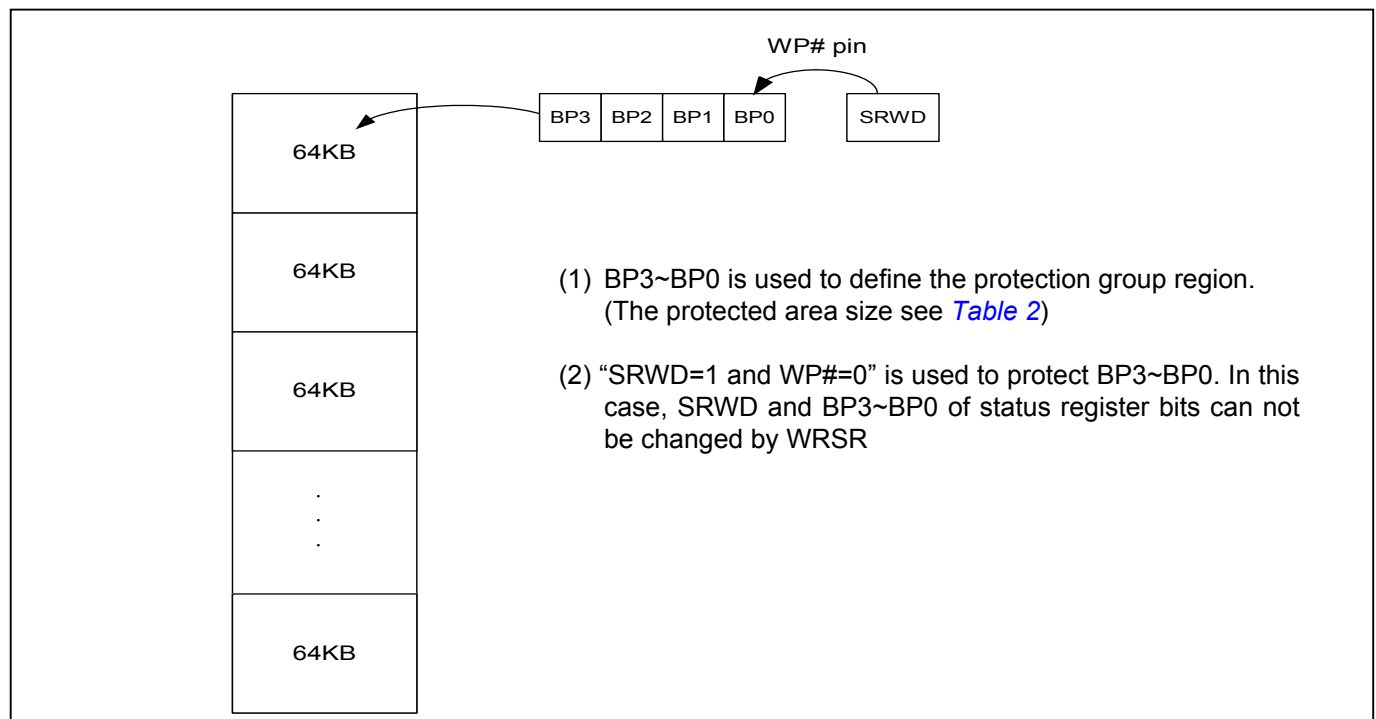 WP# pin
BP3 BP2 BP1 BP0 SRWD
64KB
64KB
(1) BP3~BP0 is used to define the protection group region.
(The protected area size see Table 2)
64KB
(2) “SRWD=1 and WP#=0” is used to protect BP3~BP0. In this
case, SRWD and BP3~BP0 of status register bits can not
be changed by WRSR
.
.
.
64KB